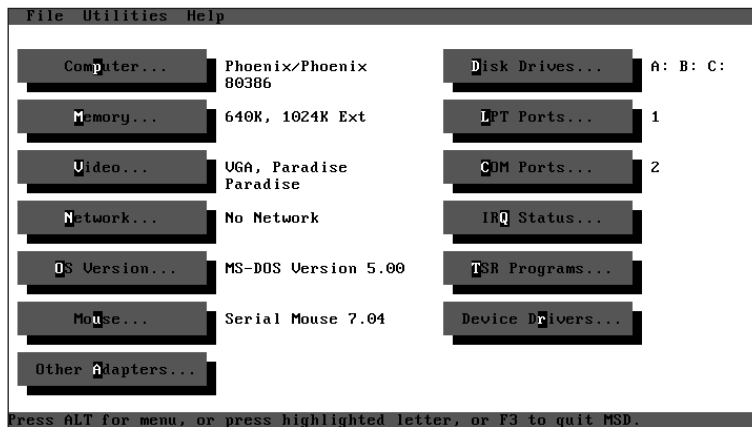 File Utilities Help
Computer... Phoenix/Phoenix Disk Drives... A: B: C:
80386
Memory... 640K, 1024K Ext LPT Ports... 1
Video... VGA, Paradise COM Ports... 2
Paradise
Network... No Network IRQ Status...
OS Version... MS-DOS Version 5.00 TSR Programs...
Mouse... Serial Mouse 7.04 Device Drivers...
Other Adapters...
Press ALT for menu, or press highlighted letter, or F3 to quit MSD.